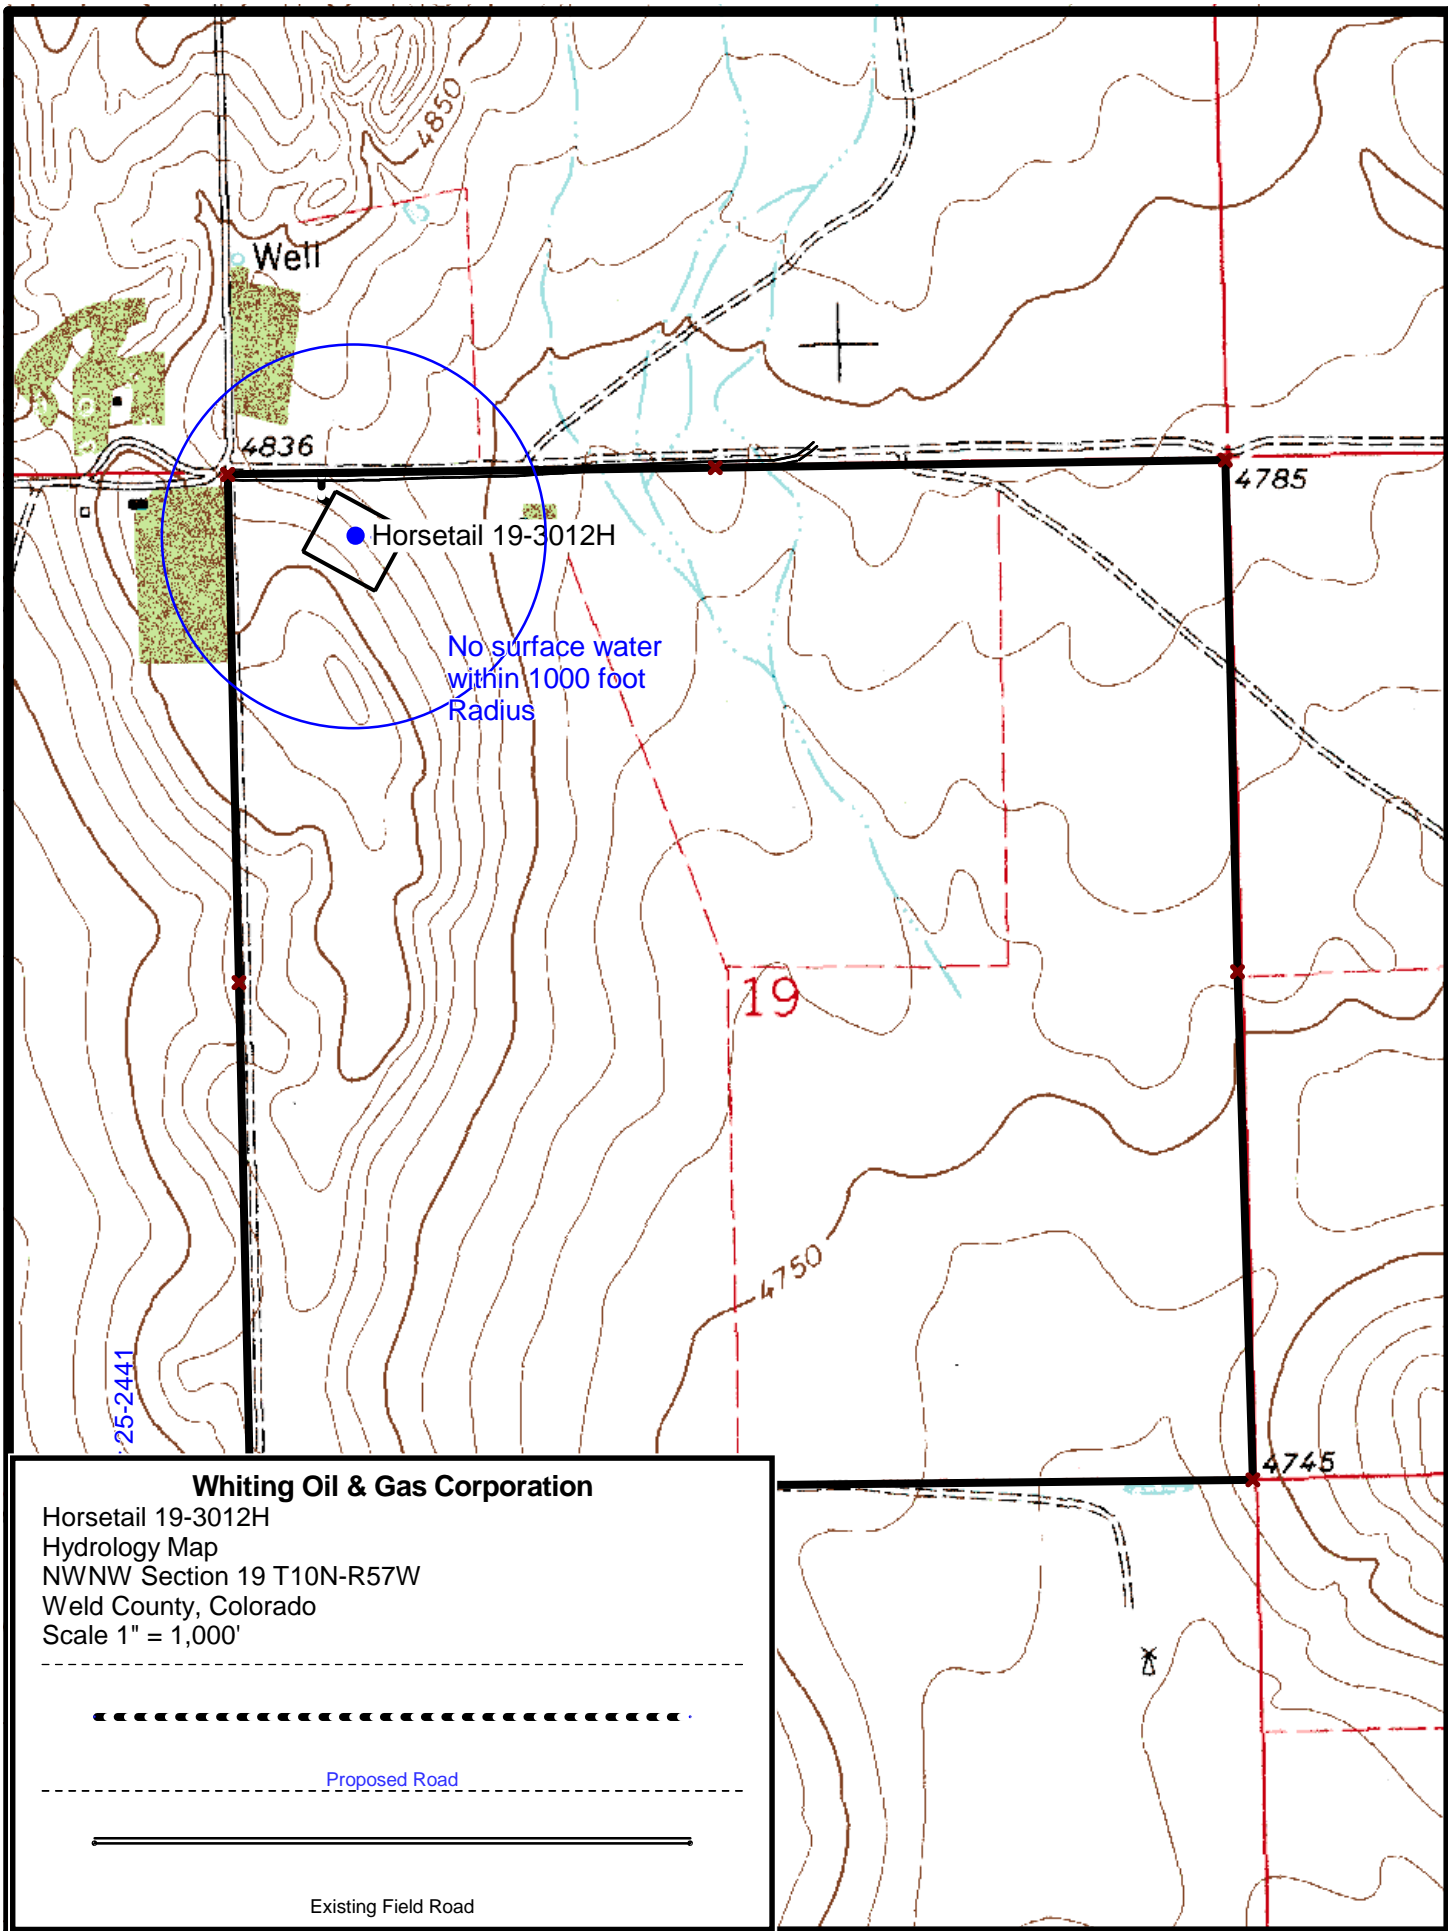 4850
Well
4836
4785
Horsetail 19-3012H
No surface water
within 1000 foot
Radius
19
4750
25-2441
4745
Whiting Oil & Gas Corporation
Horsetail 19-3012H
Hydrology Map
NWNW Section 19 T10N-R57W
Weld County, Colorado
Scale 1" = 1,000'
Proposed Road
Existing Field Road